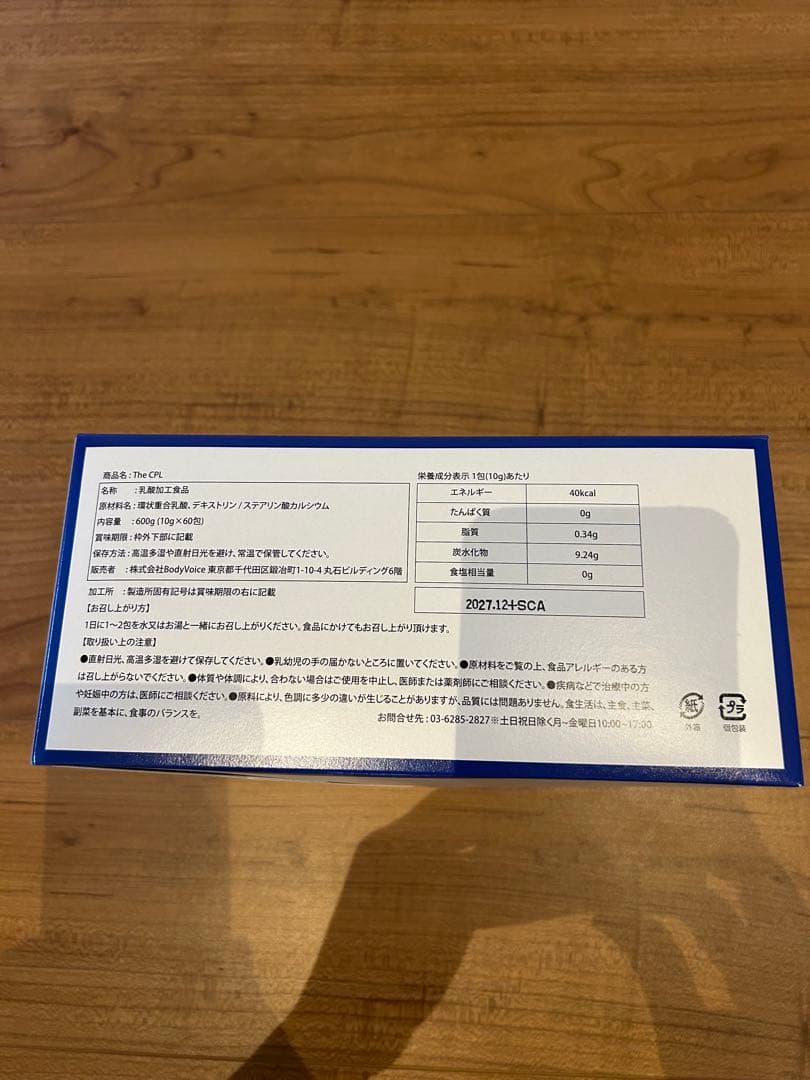 商品名 : The CPL
名称 : 乳酸加工食品
原材料名 : 環状重合乳酸、デキストリン / ステアリン酸カルシウム
内容量 : 600g (10g×60包)
賞味期限 : 枠外下部に記載
保存方法 : 高温多湿や直射日光を避け、常温で保管してください。
販売者 : 株式会社BodyVoice 東京都千代田区鍛冶町1-10-4 丸石ビルディング6階
加工所 : 製造所固有記号は賞味期限の右に記載
【お召し上がり方】
1日に1〜2包を水又はお湯と一緒にお召し上がりください。食品にかけてもお召し上り頂けます。
【取り扱い上の注意】
●直射日光、高温多湿を避けて保存してください。●乳幼児の手の届かないところに置いてください。●原材料をご覧の上、食品アレルギーのある方
は召し上がらないでください。●体質や体調により、合わない場合はご使用を中止し、医師または薬剤師にご相談ください。●疾病などで治療中の方
や妊娠中の方は、医師にご相談ください。●原料により、色調に多少の違いが生じることがありますが、品質には問題ありません。食生活は、主食、主菜、
副菜を基本に、食事のバランスを。
お問合せ先 : 03-6285-2827※土日祝日除く月~金曜日10:00~17:00
栄養成分表示 1包(10g)あたり
エネルギー 40kcal
たんぱく質 0g
脂質 0.34g
炭水化物 9.24g
食塩相当量 0g
2027.12+SCA
紙
外箱
プラ
個包装